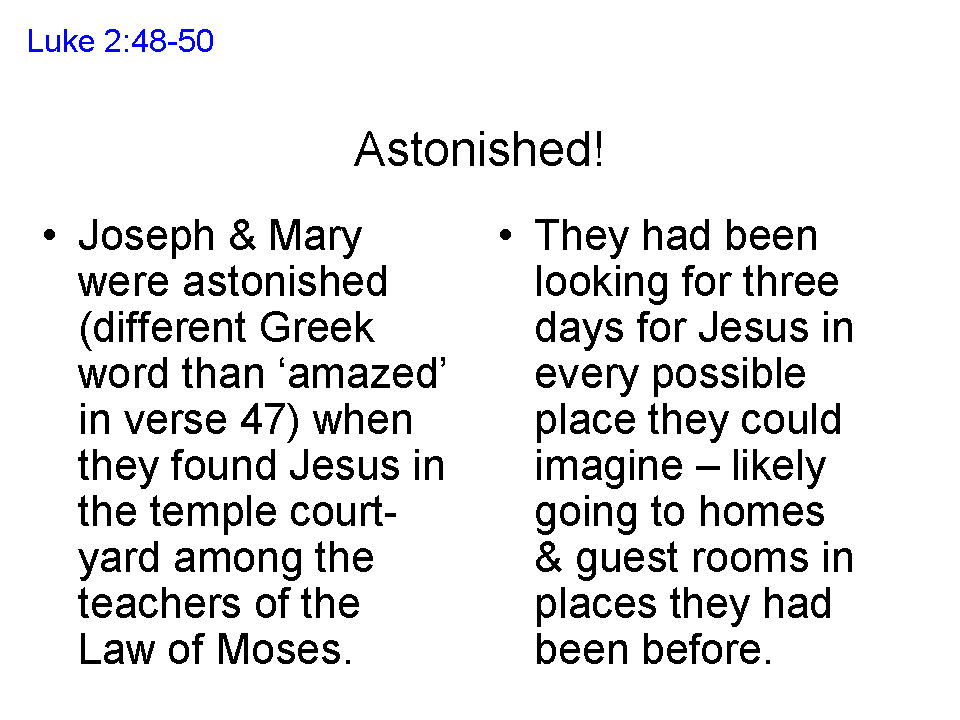 Luke 2:48-50
Astonished!
• Joseph & Mary
were astonished
(different Greek
word than ‘amazed’
in verse 47) when
they found Jesus in
the temple court-
yard among the
teachers of the
Law of Moses.
• They had been
looking for three
days for Jesus in
every possible
place they could
imagine – likely
going to homes
& guest rooms in
places they had
been before.